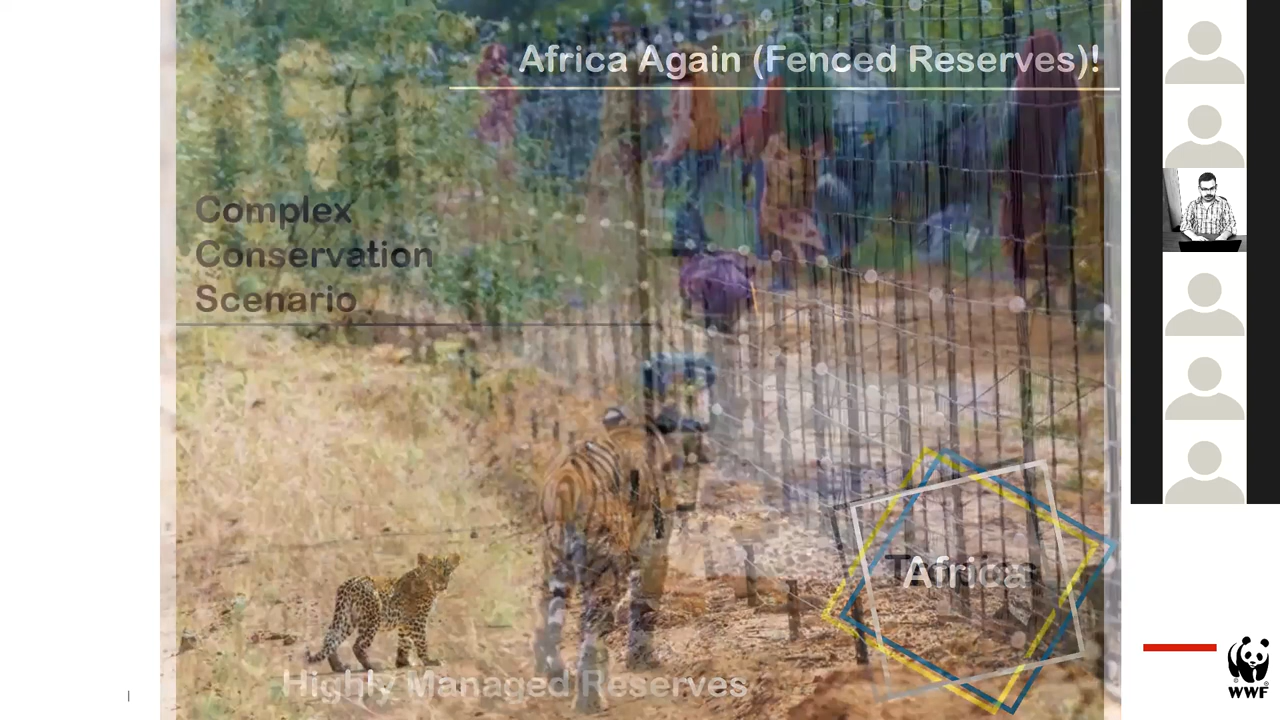 Africa Again (Fenced Reserves)!
Complex
Conservation
Scenario
Africa
Highly Managed Reserves
WWF